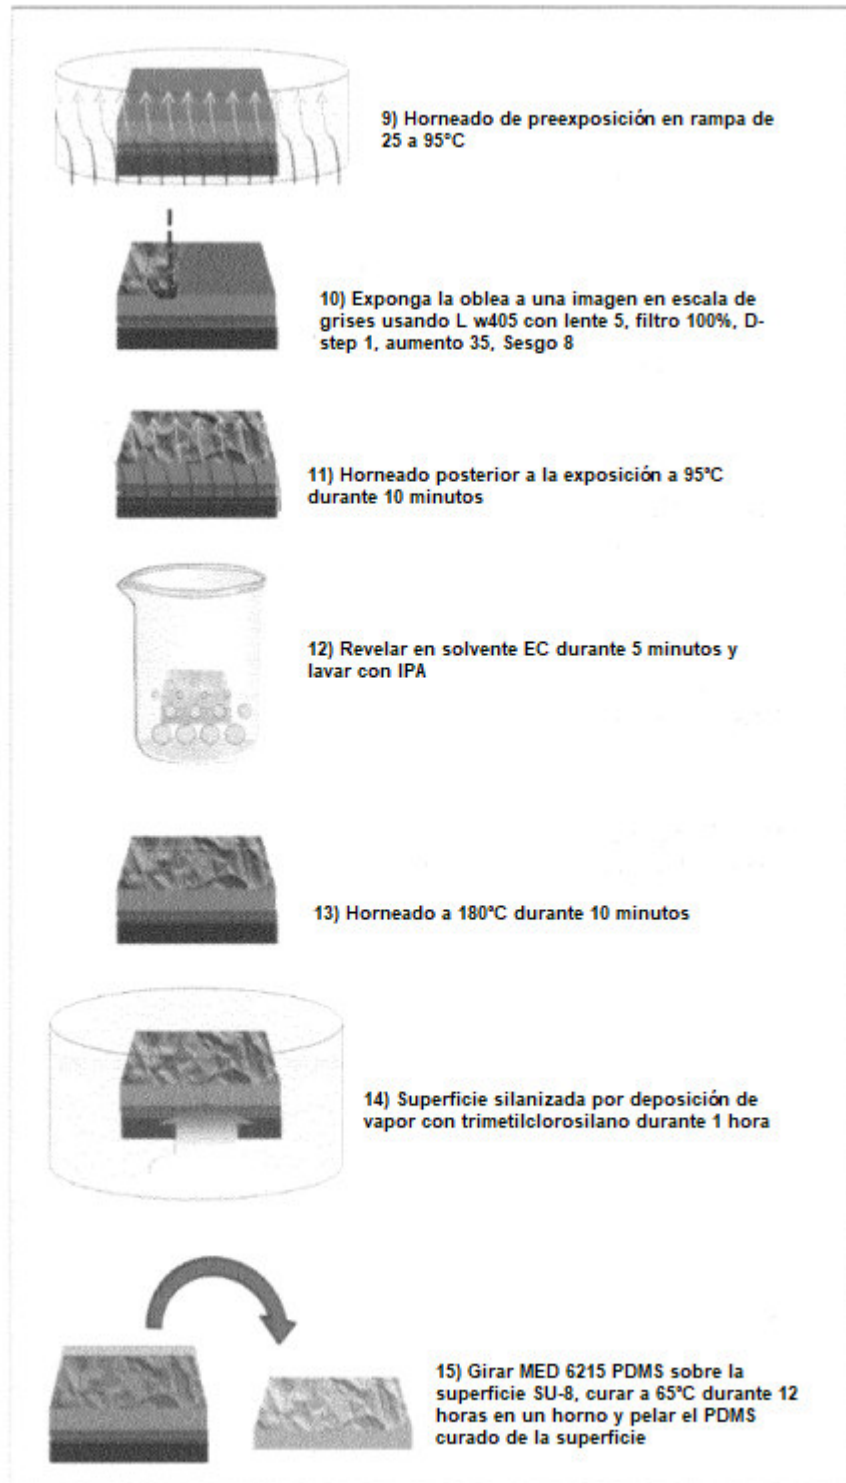 9) Horneado de preexposición en rampa de
25 a 95°C
10) Exponga la oblea a una imagen en escala de
grises usando L w405 con lente 5, filtro 100%, D-
step 1, aumento 35, Sesgo 8
11) Horneado posterior a la exposición a 95°C
durante 10 minutos
12) Revelar en solvente EC durante 5 minutos y
lavar con IPA
13) Horneado a 180°C durante 10 minutos
14) Superficie silanizada por deposición de
vapor con trimetilclorosilano durante 1 hora
15) Girar MED 6215 PDMS sobre la
superficie SU-8, curar a 65°C durante 12
horas en un horno y pelar el PDMS
curado de la superficie